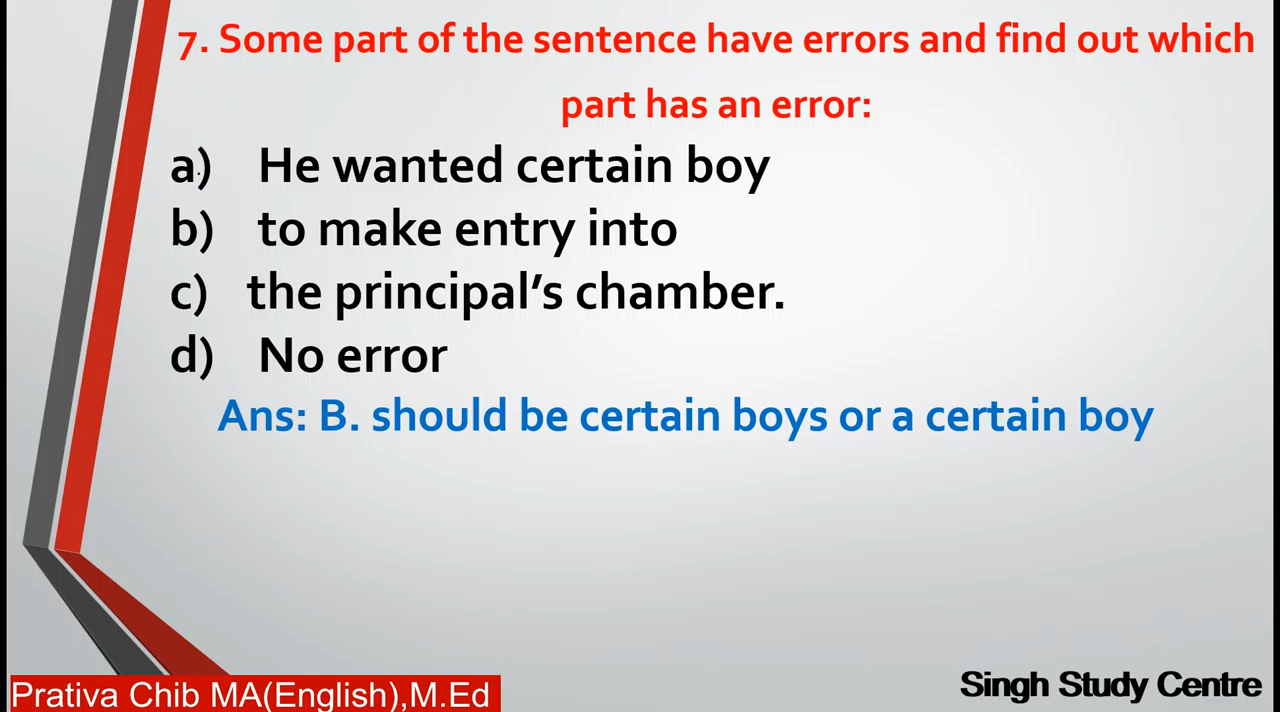 7. Some part of the sentence have errors and find out which
part has an error:
a) He wanted certain boy
b) to make entry into
c) the principal’s chamber.
d) No error
Ans: B. should be certain boys or a certain boy
Prativa Chib MA(English),M.Ed
Singh Study Centre